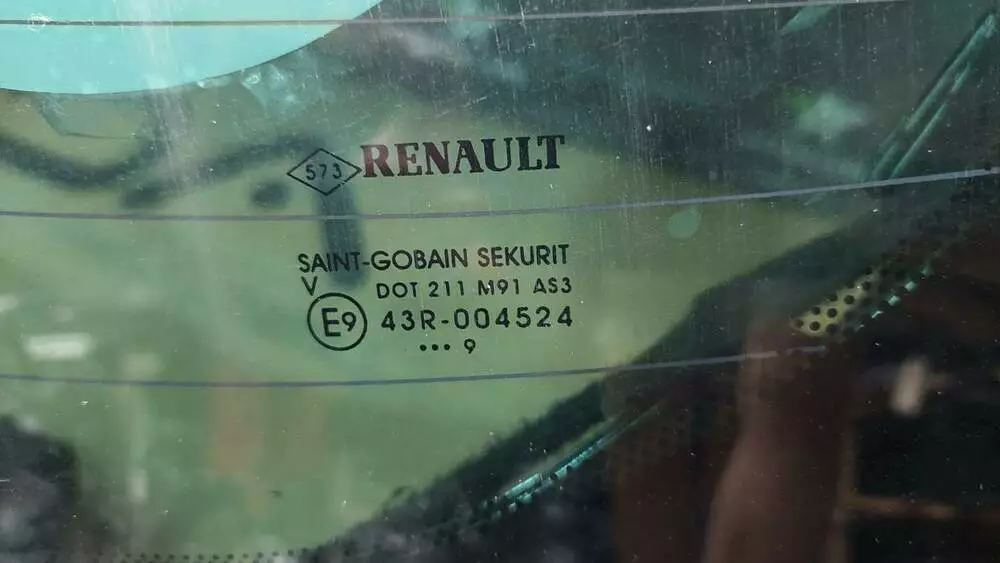 573 RENAULT
SAINT-GOBAIN SEKURIT
V DOT 211 M91 AS3
E9 43R-004524
... 9